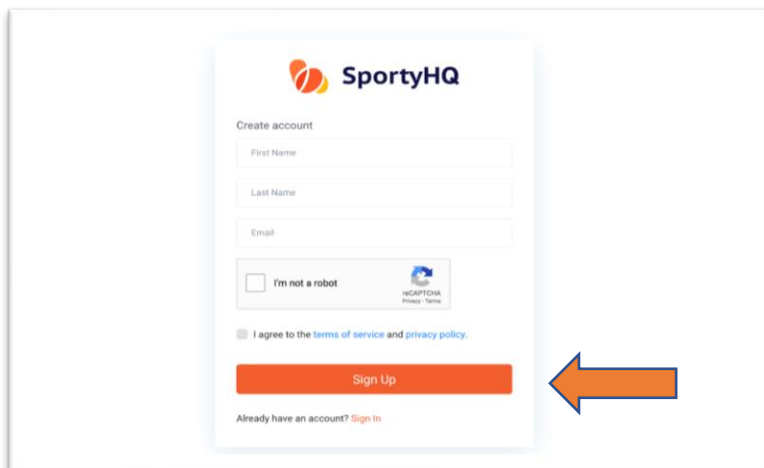 SportyHQ
Create account
First Name
Last Name
Email
I'm not a robot
reCAPTCHA
Privacy - Terms
I agree to the terms of service and privacy policy.
Sign Up
Already have an account? Sign In